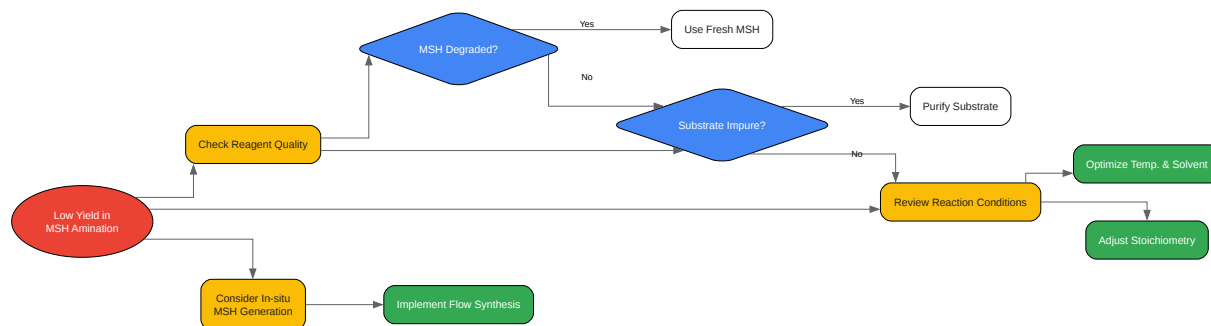 Yes
MSH Degraded?
Use Fresh MSH
No
Yes
Purify Substrate
Substrate Impure?
Check Reagent Quality
No
Optimize Temp. & Solvent
Review Reaction Conditions
Low Yield in
MSH Amination
Adjust Stoichiometry
Consider In-situ
MSH Generation
Implement Flow Synthesis